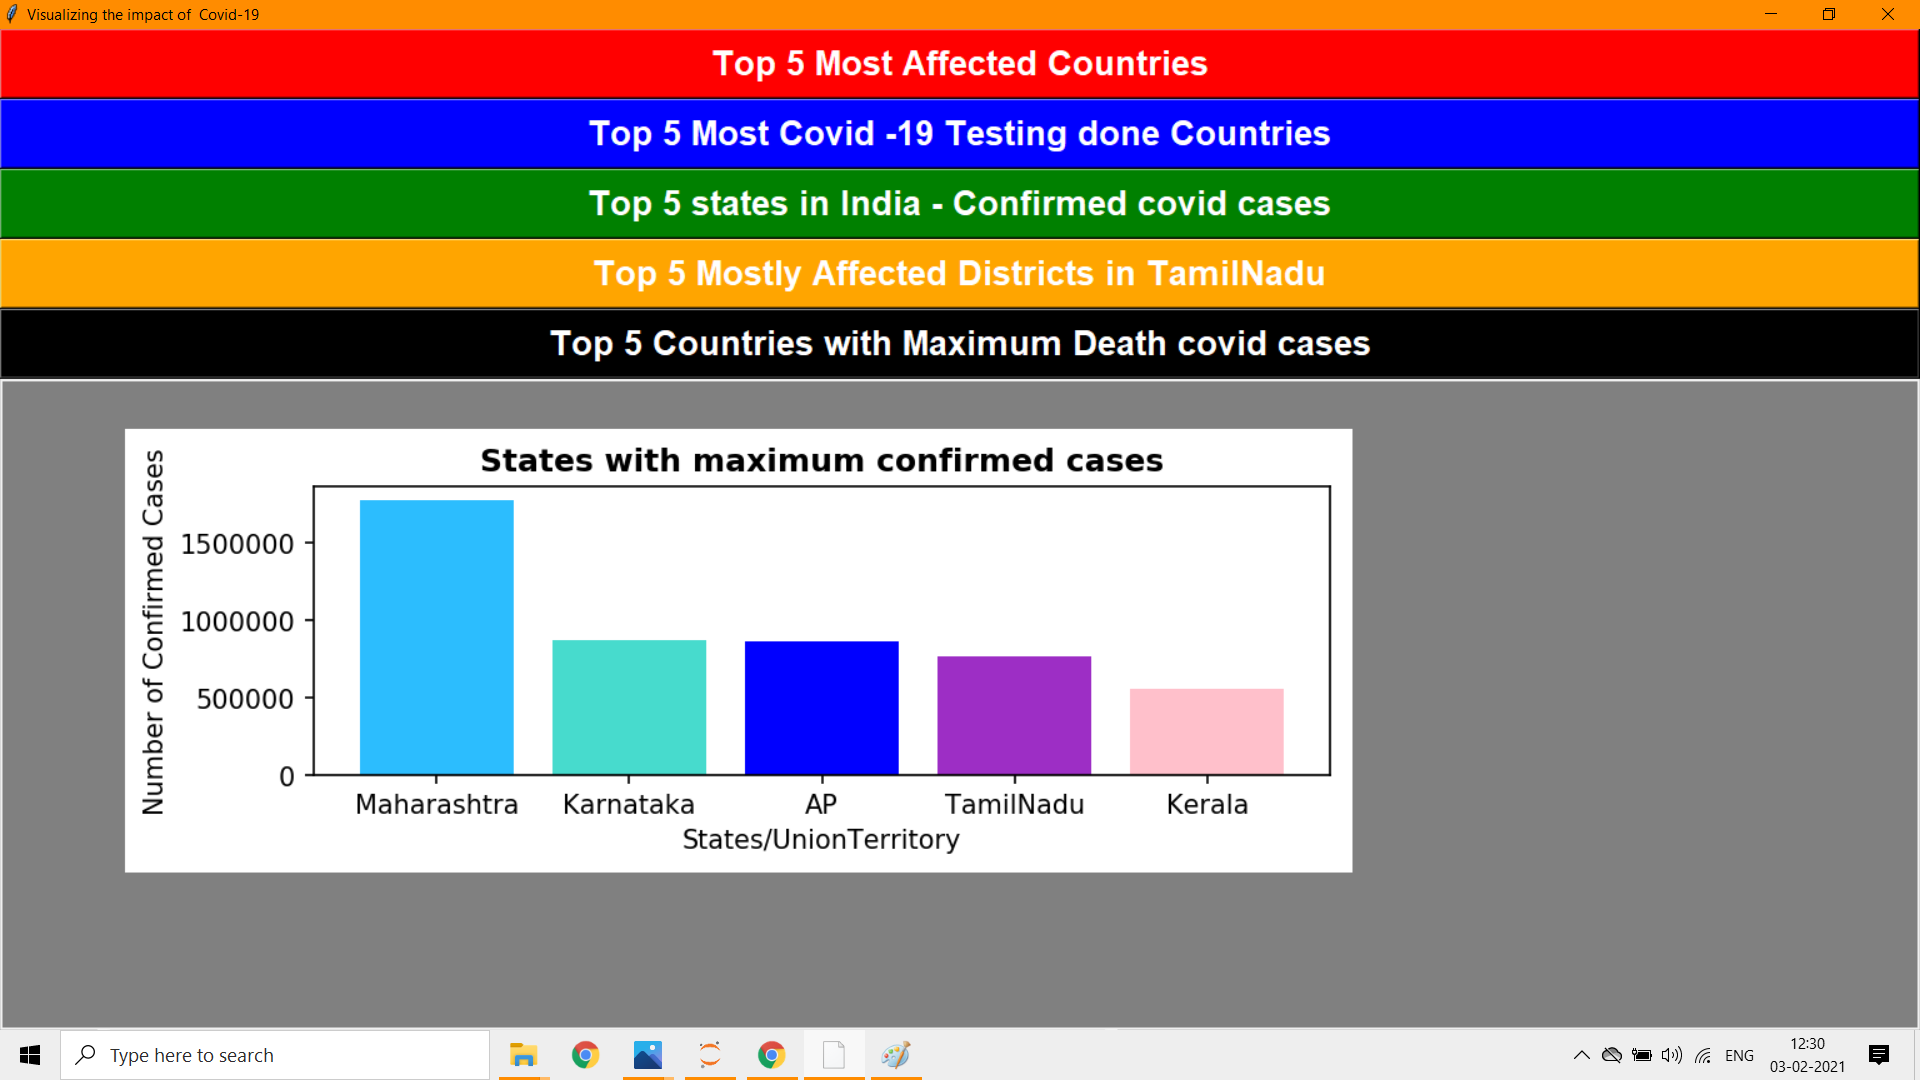 Visualizing the impact of  Covid-19
Top 5 Most Affected Countries
Top 5 Most Covid -19 Testing done Countries
Top 5 states in India - Confirmed covid cases
Top 5 Mostly Affected Districts in TamilNadu
Top 5 Countries with Maximum Death covid cases
States with maximum confirmed cases
Number of Confirmed Cases
1500000
1000000
500000
0
Maharashtra Karnataka AP TamilNadu Kerala
States/UnionTerritory
Type here to search
ENG
12:30
03-02-2021